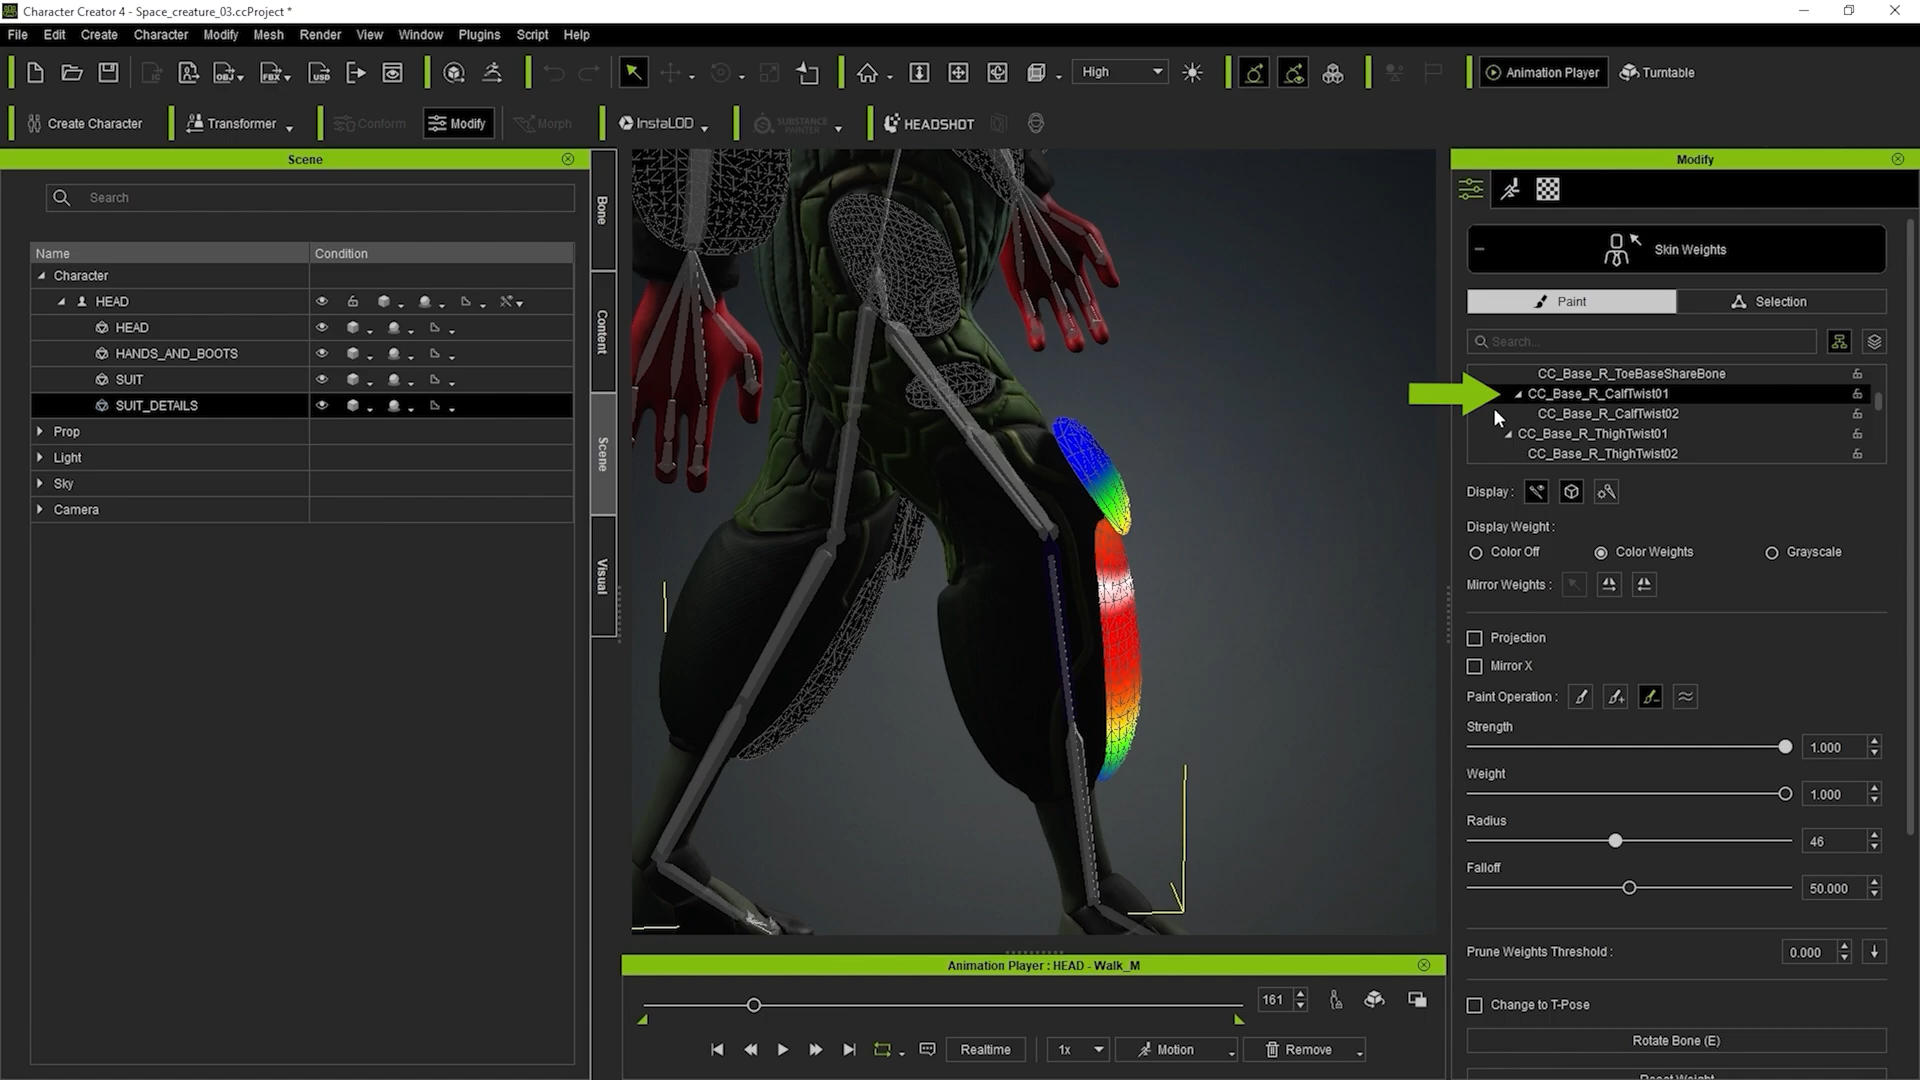 Character Creator 4 - Space_creature_03.ccProject *
File Edit Create Character Modify Mesh Render View Window Plugins Script Help
High Animation Player Turntable
Create Character Transformer Conform Modify Morph InstaLOD SUBSTANCE PAINTER HEADSHOT
Scene
Search
Name Condition
Character
HEAD
HEAD
HANDS_AND_BOOTS
SUIT
SUIT_DETAILS
Prop
Light
Sky
Camera
Bone
Content
Scene
Visual
Modify
Skin Weights
Paint Selection
Search...
CC_Base_R_ToeBaseShareBone
CC_Base_R_CalfTwist01
CC_Base_R_CalfTwist02
CC_Base_R_ThighTwist01
CC_Base_R_ThighTwist02
Display :
Display Weight :
Color Off Color Weights Grayscale
Mirror Weights :
Projection
Mirror X
Paint Operation :
Strength
1.000
Weight
1.000
Radius
46
Falloff
50.000
Prune Weights Threshold : 0.000
Change to T-Pose
Rotate Bone (E)
Reset Weight
Animation Player : HEAD - Walk_M
161
Realtime 1x Motion Remove